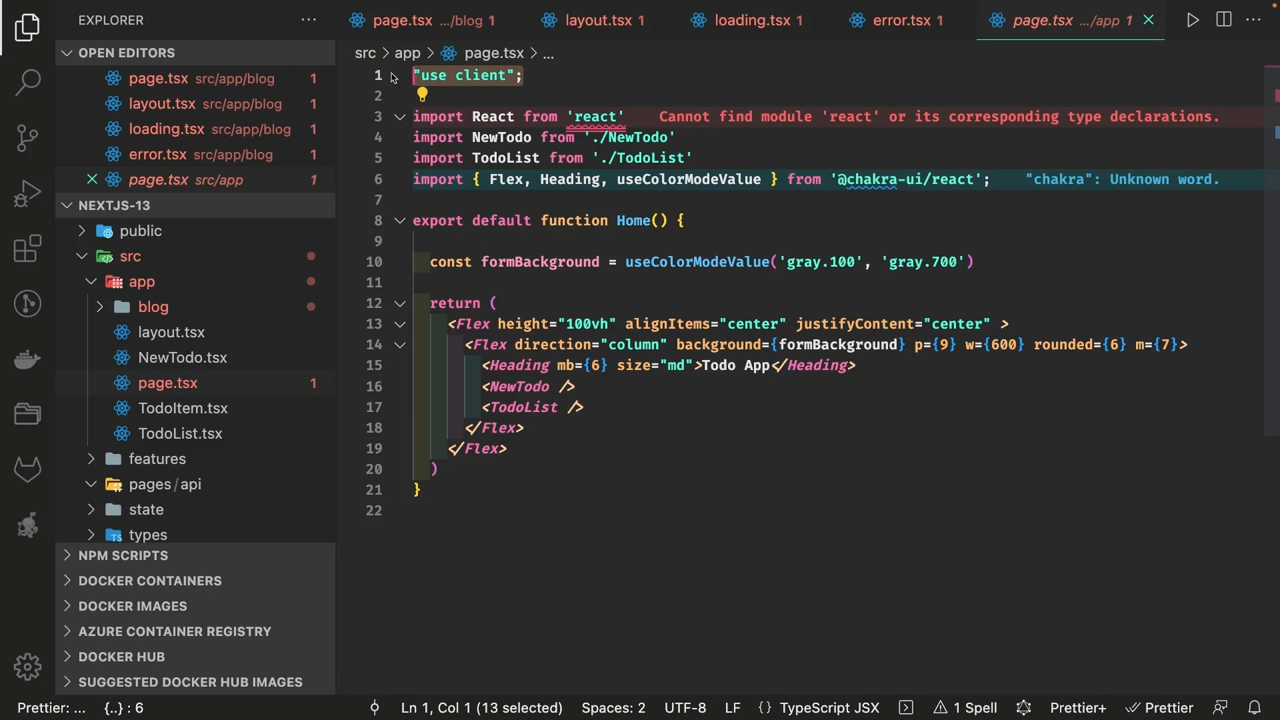 EXPLORER
OPEN EDITORS
page.tsx src/app/blog 1
layout.tsx src/app/blog 1
loading.tsx src/app/blog 1
error.tsx src/app/blog 1
page.tsx src/app 1
NEXTJS-13
public
src
app
blog
layout.tsx
NewTodo.tsx
page.tsx 1
TodoItem.tsx
TodoList.tsx
features
pages/api
state
types
NPM SCRIPTS
DOCKER CONTAINERS
DOCKER IMAGES
AZURE CONTAINER REGISTRY
DOCKER HUB
SUGGESTED DOCKER HUB IMAGES
page.tsx .../blog 1 layout.tsx 1 loading.tsx 1 error.tsx 1 page.tsx .../app 1
src > app > page.tsx > ...
1 "use client";
2
3 import React from 'react' Cannot find module 'react' or its corresponding type declarations.
4 import NewTodo from './NewTodo'
5 import TodoList from './TodoList'
6 import { Flex, Heading, useColorModeValue } from '@chakra-ui/react'; "chakra": Unknown word.
7
8 export default function Home() {
9
10 const formBackground = useColorModeValue('gray.100', 'gray.700')
11
12 return (
13 <Flex height="100vh" alignItems="center" justifyContent="center" >
14 <Flex direction="column" background={formBackground} p={9} w={600} rounded={6} m={7}>
15 <Heading mb={6} size="md">Todo App</Heading>
16 <NewTodo />
17 <TodoList />
18 </Flex>
19 </Flex>
20 )
21 }
22
Prettier: ... {..} : 6 Ln 1, Col 1 (13 selected) Spaces: 2 UTF-8 LF {} TypeScript JSX 1 Spell Prettier+ Prettier